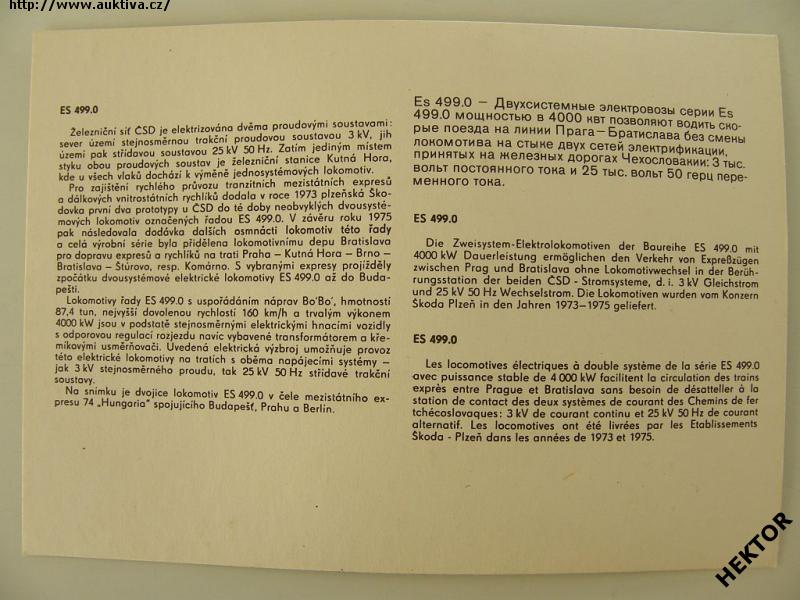 http://www.auktiva.cz/
ES 499.0
Železniční síť ČSD je elektrizována dvěma proudovými soustavami:
sever území stejnosměrnou trakční proudovou soustavou 3 kV, jih
území pak střídavou soustavou 25 kV 50 Hz. Zatím jediným místem
styku obou proudových soustav je železniční stanice Kutná Hora,
kde u všech vlaků dochází k výměně jednosystémových lokomotiv.
Pro zajištění rychlého průvozu tranzitních mezistátních expresů
a dálkových vnitrostátních rychlíků dodala v roce 1973 plzeňská Ško-
dovka první dva prototypy u ČSD do té doby neobvyklých dvousysté-
mových lokomotiv označených řadou ES 499.0. V závěru roku 1975
pak následovala dodávka dalších osmnácti lokomotiv této řady
a celá výrobní série byla přidělena lokomotivnímu depu Bratislava
pro dopravu expresů a rychlíků na trati Praha – Kutná Hora – Brno –
Bratislava – Štúrovo, resp. Komárno. S vybranými expresy projížděly
zpočátku dvousystémové elektrické lokomotivy ES 499.0 až do Buda-
pešti.
Lokomotivy řady ES 499.0 s uspořádáním náprav Bo'Bo', hmotností
87,4 tun, nejvyšší dovolenou rychlostí 160 km/h a trvalým výkonem
4000 kW jsou v podstatě stejnosměrnými elektrickými hnacími vozidly
s odporovou regulací rozjezdu navíc vybavené transformátorem a kře-
míkovými usměrňovači. Uvedená elektrická výzbroj umožňuje provoz
této elektrické lokomotivy na tratích s oběma napájecími systémy –
jak 3 kV stejnosměrného proudu, tak 25 kV 50 Hz střídavé trakční
soustavy.
Na snímku je dvojice lokomotiv ES 499.0 v čele mezistátního ex-
presu 74 „Hungaria" spojujícího Budapešť, Prahu a Berlín.
Es 499.0 — Двухсистемные электровозы серии Es
499.0 мощностью в 4000 квт позволяют водить ско-
рые поезда на линии Прага—Братислава без смены
локомотива на стыке двух сетей электрификации,
принятых на железных дорогах Чехословакии: 3 тыс.
вольт постоянного тока и 25 тыс. вольт 50 герц пере-
менного тока.
ES 499.0
Die Zweisystem-Elektrolokomotiven der Baureihe ES 499.0 mit
4000 kW Dauerleistung ermöglichen den Verkehr von Expreßzügen
zwischen Prag und Bratislava ohne Lokomotivwechsel in der Berüh-
rungsstation der beiden ČSD - Stromsysteme, d. i. 3 kV Gleichstrom
und 25 kV 50 Hz Wechselstrom. Die Lokomotiven wurden vom Konzern
Škoda Plzeň in den Jahren 1973–1975 geliefert.
ES 499.0
Les locomotives électriques à double système de la série ES 499.0
avec puissance stable de 4 000 kW facilitent la circulation des trains
exprès entre Prague et Bratislava sans besoin de désatteller à la
station de contact des deux systèmes de courant des Chemins de fer
tchécoslovaques: 3 kV de courant continu et 25 kV 50 Hz de courant
alternatif. Les locomotives ont été livrées par les Etablissements
Škoda - Plzeň dans les années de 1973 et 1975.
HEKTOR